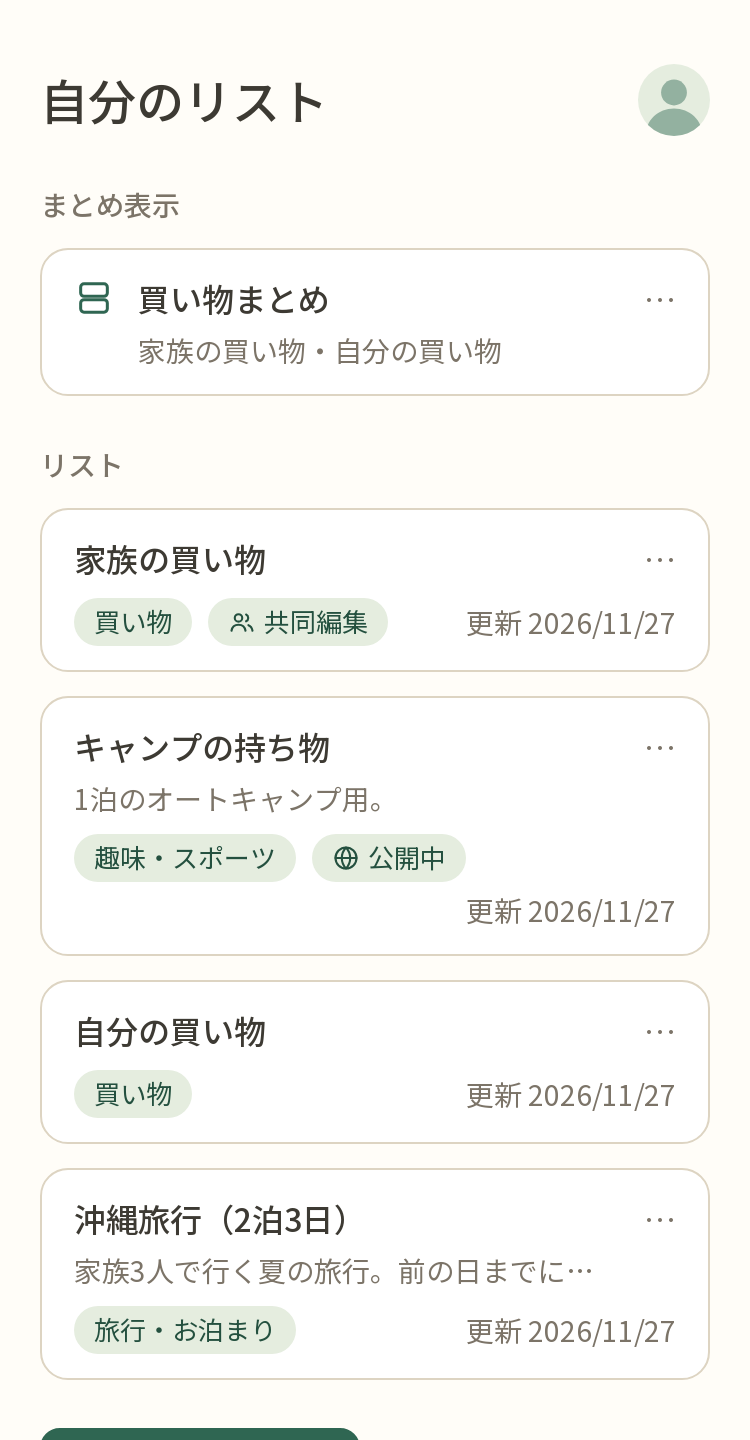 自分のリスト
まとめ表示
買い物まとめ
家族の買い物・自分の買い物
リスト
家族の買い物
買い物 共同編集 更新 2026/11/27
キャンプの持ち物
1泊のオートキャンプ用。
趣味・スポーツ 公開中
更新 2026/11/27
自分の買い物
買い物 更新 2026/11/27
沖縄旅行（2泊3日）
家族3人で行く夏の旅行。前の日までに…
旅行・お泊まり 更新 2026/11/27